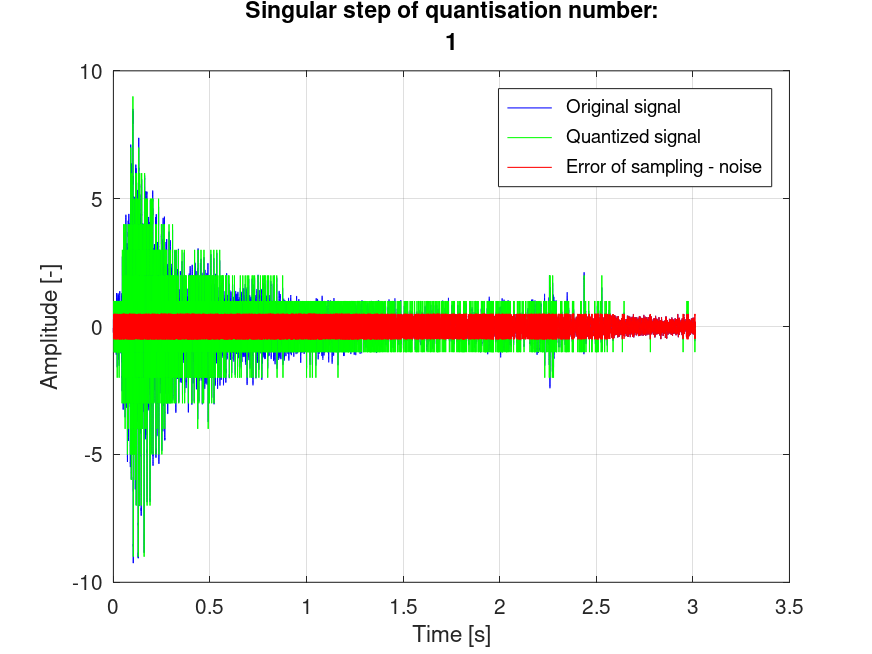 Singular step of quantisation number:
1
Original signal
Quantized signal
Error of sampling - noise
10
5
0
-5
-10
Amplitude [-]
0 0.5 1 1.5 2 2.5 3 3.5
Time [s]